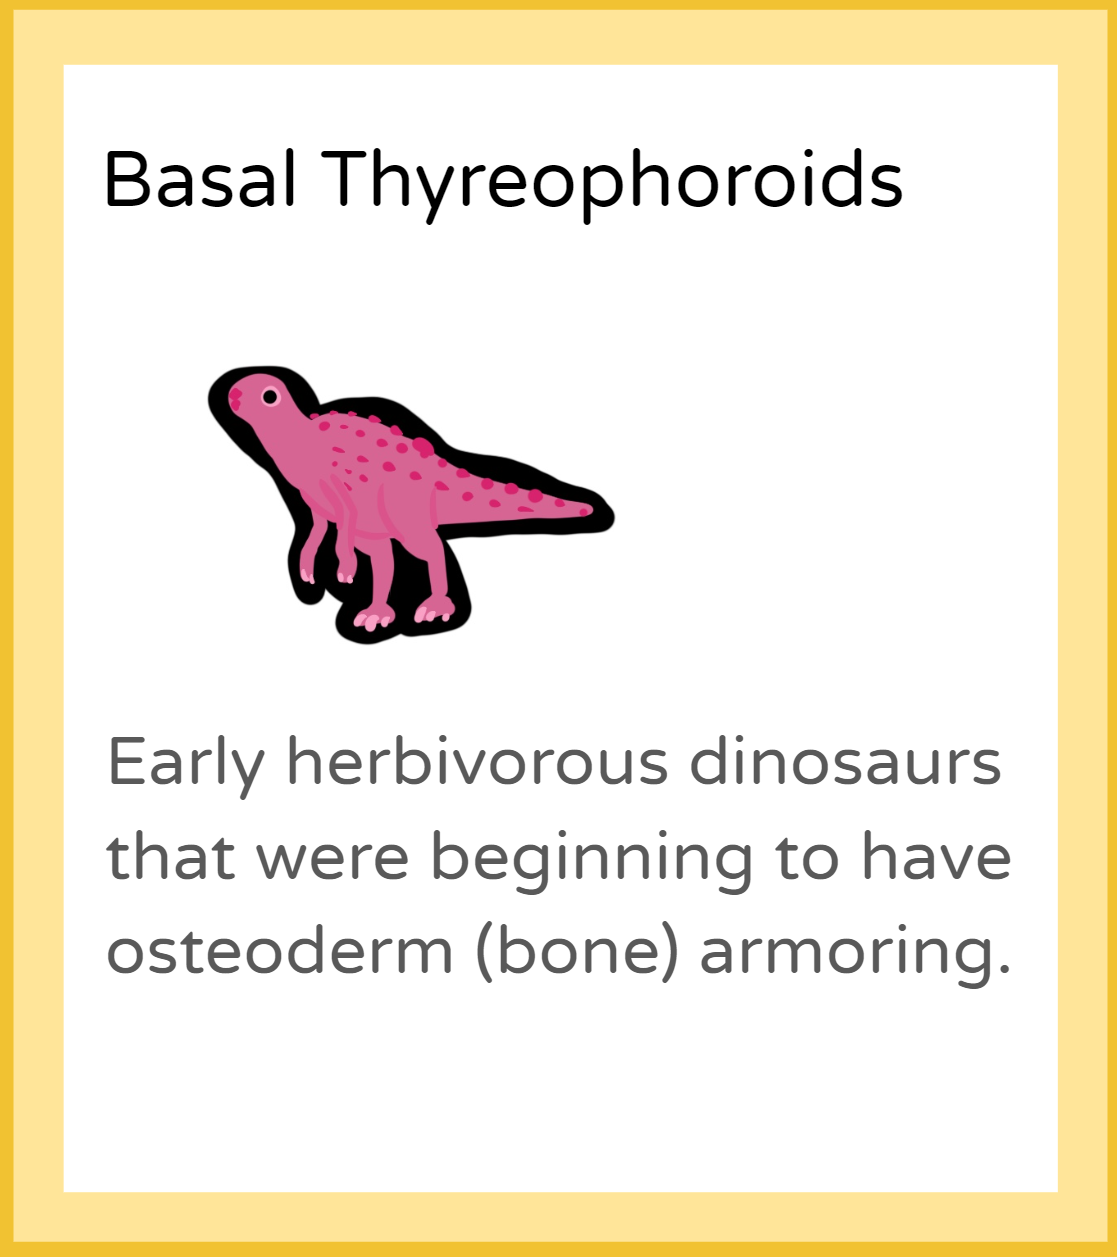 Basal Thyreophoroids
Early herbivorous dinosaurs
that were beginning to have
osteoderm (bone) armoring.